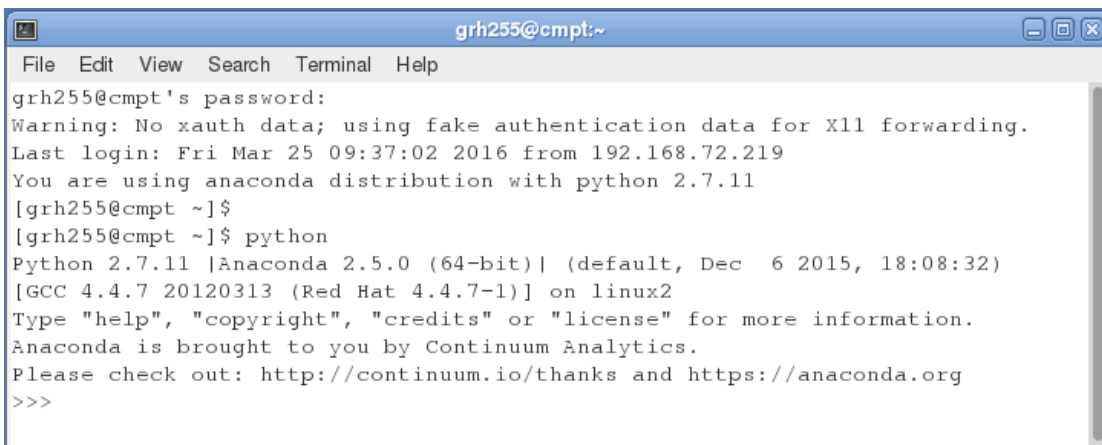 grh255@cmpt:~
File Edit View Search Terminal Help
grh255@cmpt's password:
Warning: No xauth data; using fake authentication data for X11 forwarding.
Last login: Fri Mar 25 09:37:02 2016 from 192.168.72.219
You are using anaconda distribution with python 2.7.11
[grh255@cmpt ~]$
[grh255@cmpt ~]$ python
Python 2.7.11 |Anaconda 2.5.0 (64-bit)| (default, Dec  6 2015, 18:08:32)
[GCC 4.4.7 20120313 (Red Hat 4.4.7-1)] on linux2
Type "help", "copyright", "credits" or "license" for more information.
Anaconda is brought to you by Continuum Analytics.
Please check out: http://continuum.io/thanks and https://anaconda.org
>>>